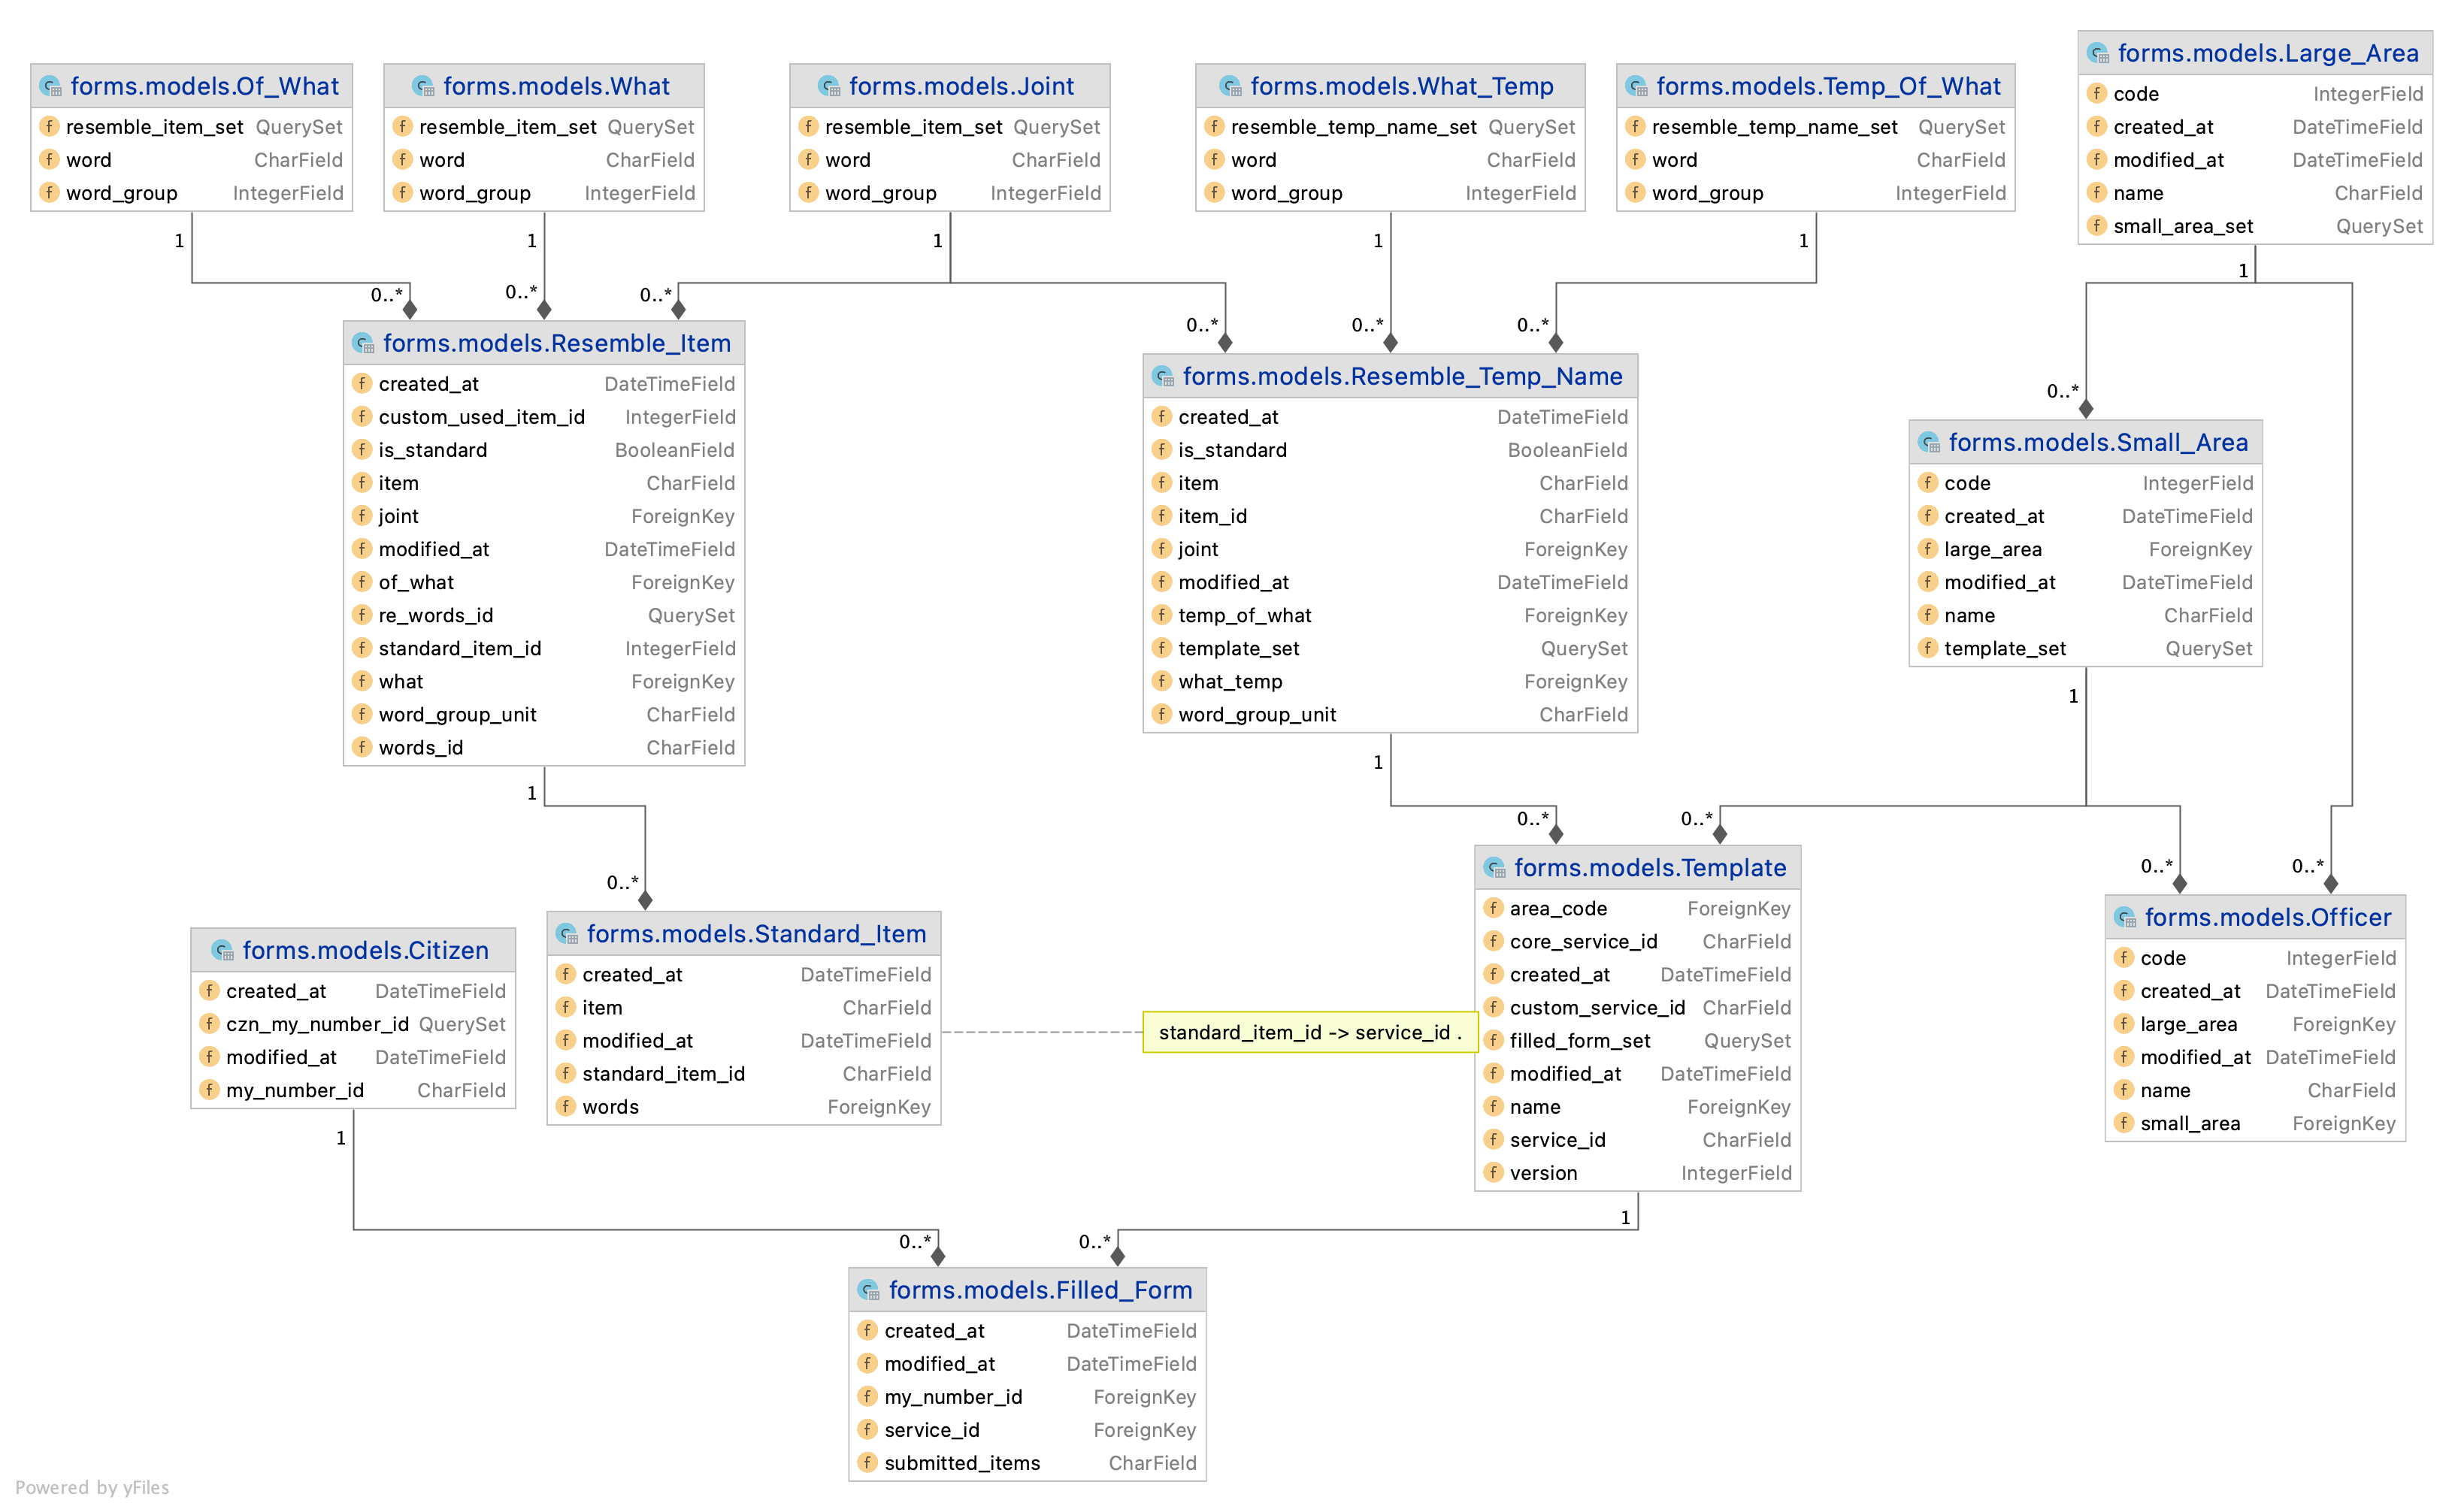 forms.models.Of_What
resemble_item_set QuerySet
word CharField
word_group IntegerField
1
forms.models.What
resemble_item_set QuerySet
word CharField
word_group IntegerField
1
forms.models.Joint
resemble_item_set QuerySet
word CharField
word_group IntegerField
1
forms.models.What_Temp
resemble_temp_name_set QuerySet
word CharField
word_group IntegerField
1
forms.models.Temp_Of_What
resemble_temp_name_set QuerySet
word CharField
word_group IntegerField
1
forms.models.Large_Area
code IntegerField
created_at DateTimeField
modified_at DateTimeField
name CharField
small_area_set QuerySet
1
0..*
0..*
0..*
forms.models.Resemble_Item
created_at DateTimeField
custom_used_item_id IntegerField
is_standard BooleanField
item CharField
joint ForeignKey
modified_at DateTimeField
of_what ForeignKey
re_words_id QuerySet
standard_item_id IntegerField
what ForeignKey
word_group_unit CharField
words_id CharField
1
0..*
0..*
0..*
forms.models.Resemble_Temp_Name
created_at DateTimeField
is_standard BooleanField
item CharField
item_id CharField
joint ForeignKey
modified_at DateTimeField
temp_of_what ForeignKey
template_set QuerySet
what_temp ForeignKey
word_group_unit CharField
1
0..*
forms.models.Small_Area
code IntegerField
created_at DateTimeField
large_area ForeignKey
modified_at DateTimeField
name CharField
template_set QuerySet
1
0..*
forms.models.Citizen
created_at DateTimeField
czn_my_number_id QuerySet
modified_at DateTimeField
my_number_id CharField
1
forms.models.Standard_Item
created_at DateTimeField
item CharField
modified_at DateTimeField
standard_item_id CharField
words ForeignKey
standard_item_id -> service_id .
0..*
0..*
forms.models.Template
area_code ForeignKey
core_service_id CharField
created_at DateTimeField
custom_service_id CharField
filled_form_set QuerySet
modified_at DateTimeField
name ForeignKey
service_id CharField
version IntegerField
1
0..*
0..*
forms.models.Officer
code IntegerField
created_at DateTimeField
large_area ForeignKey
modified_at DateTimeField
name CharField
small_area ForeignKey
0..*
0..*
forms.models.Filled_Form
created_at DateTimeField
modified_at DateTimeField
my_number_id ForeignKey
service_id ForeignKey
submitted_items CharField
Powered by yFiles